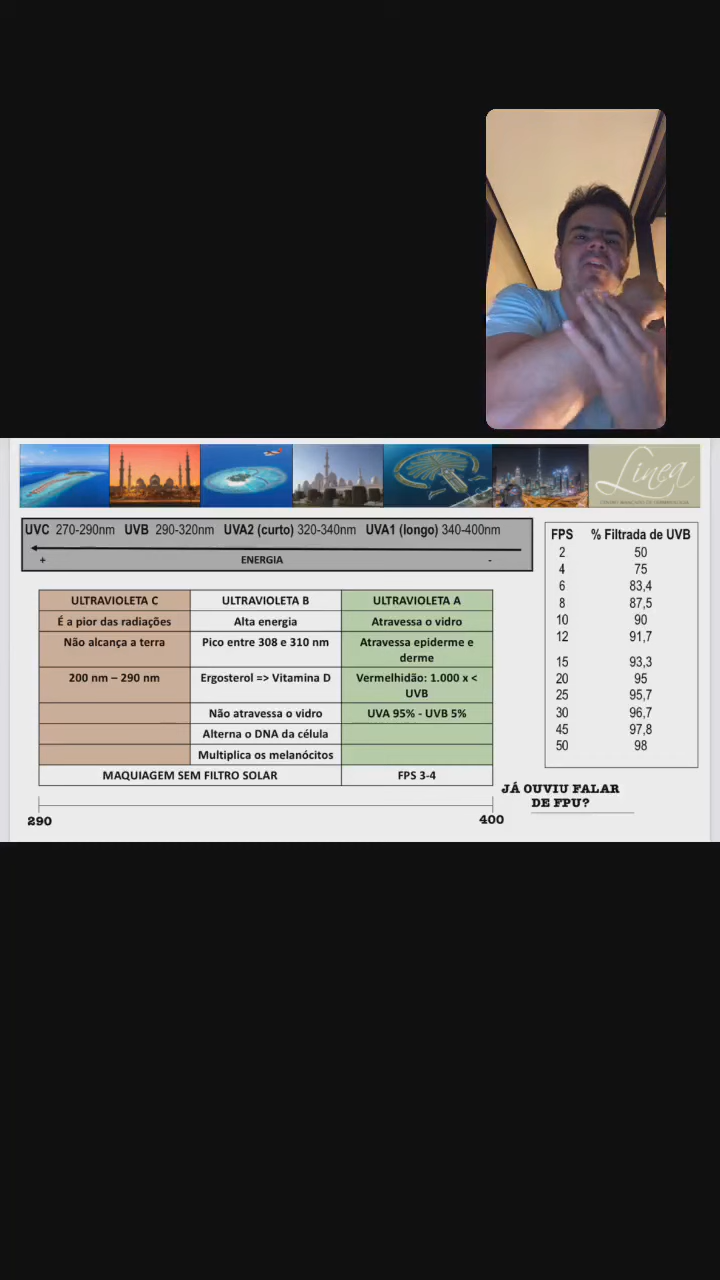 Linea
UVC 270-290nm UVB 290-320nm UVA2 (curto) 320-340nm UVA1 (longo) 340-400nm
+ ENERGIA -
ULTRAVIOLETA C ULTRAVIOLETA B ULTRAVIOLETA A
É a pior das radiações Alta energia Atravessa o vidro
Não alcança a terra Pico entre 308 e 310 nm Atravessa epiderme e
derme
200 nm – 290 nm Ergosterol => Vitamina D Vermelhidão: 1.000 x <
UVB
Não atravessa o vidro UVA 95% - UVB 5%
Alterna o DNA da célula
Multiplica os melanócitos
MAQUIAGEM SEM FILTRO SOLAR FPS 3-4
290 400
FPS % Filtrada de UVB
2 50
4 75
6 83,4
8 87,5
10 90
12 91,7
15 93,3
20 95
25 95,7
30 96,7
45 97,8
50 98
JÁ OUVIU FALAR
DE FPU?